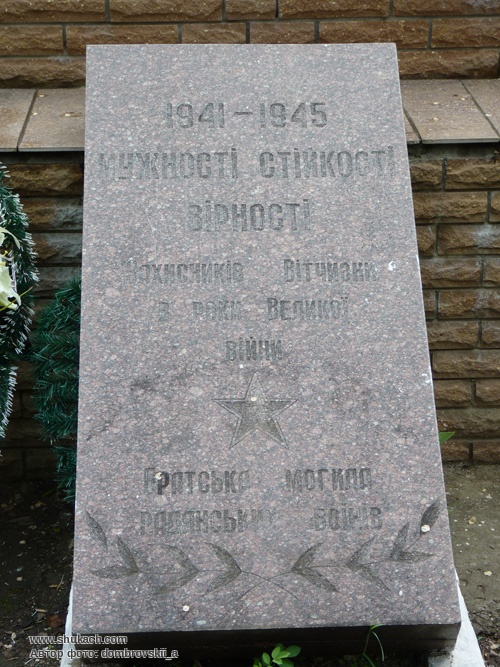 1941-1945
МУЖНОСТІ СТІЙКОСТІ
ВІРНОСТІ
Захисників Вітчизни
в роки Великої
війни
Братська могила
радянських воїнів
www.shukach.com
Автор фото: dombrovskii_a